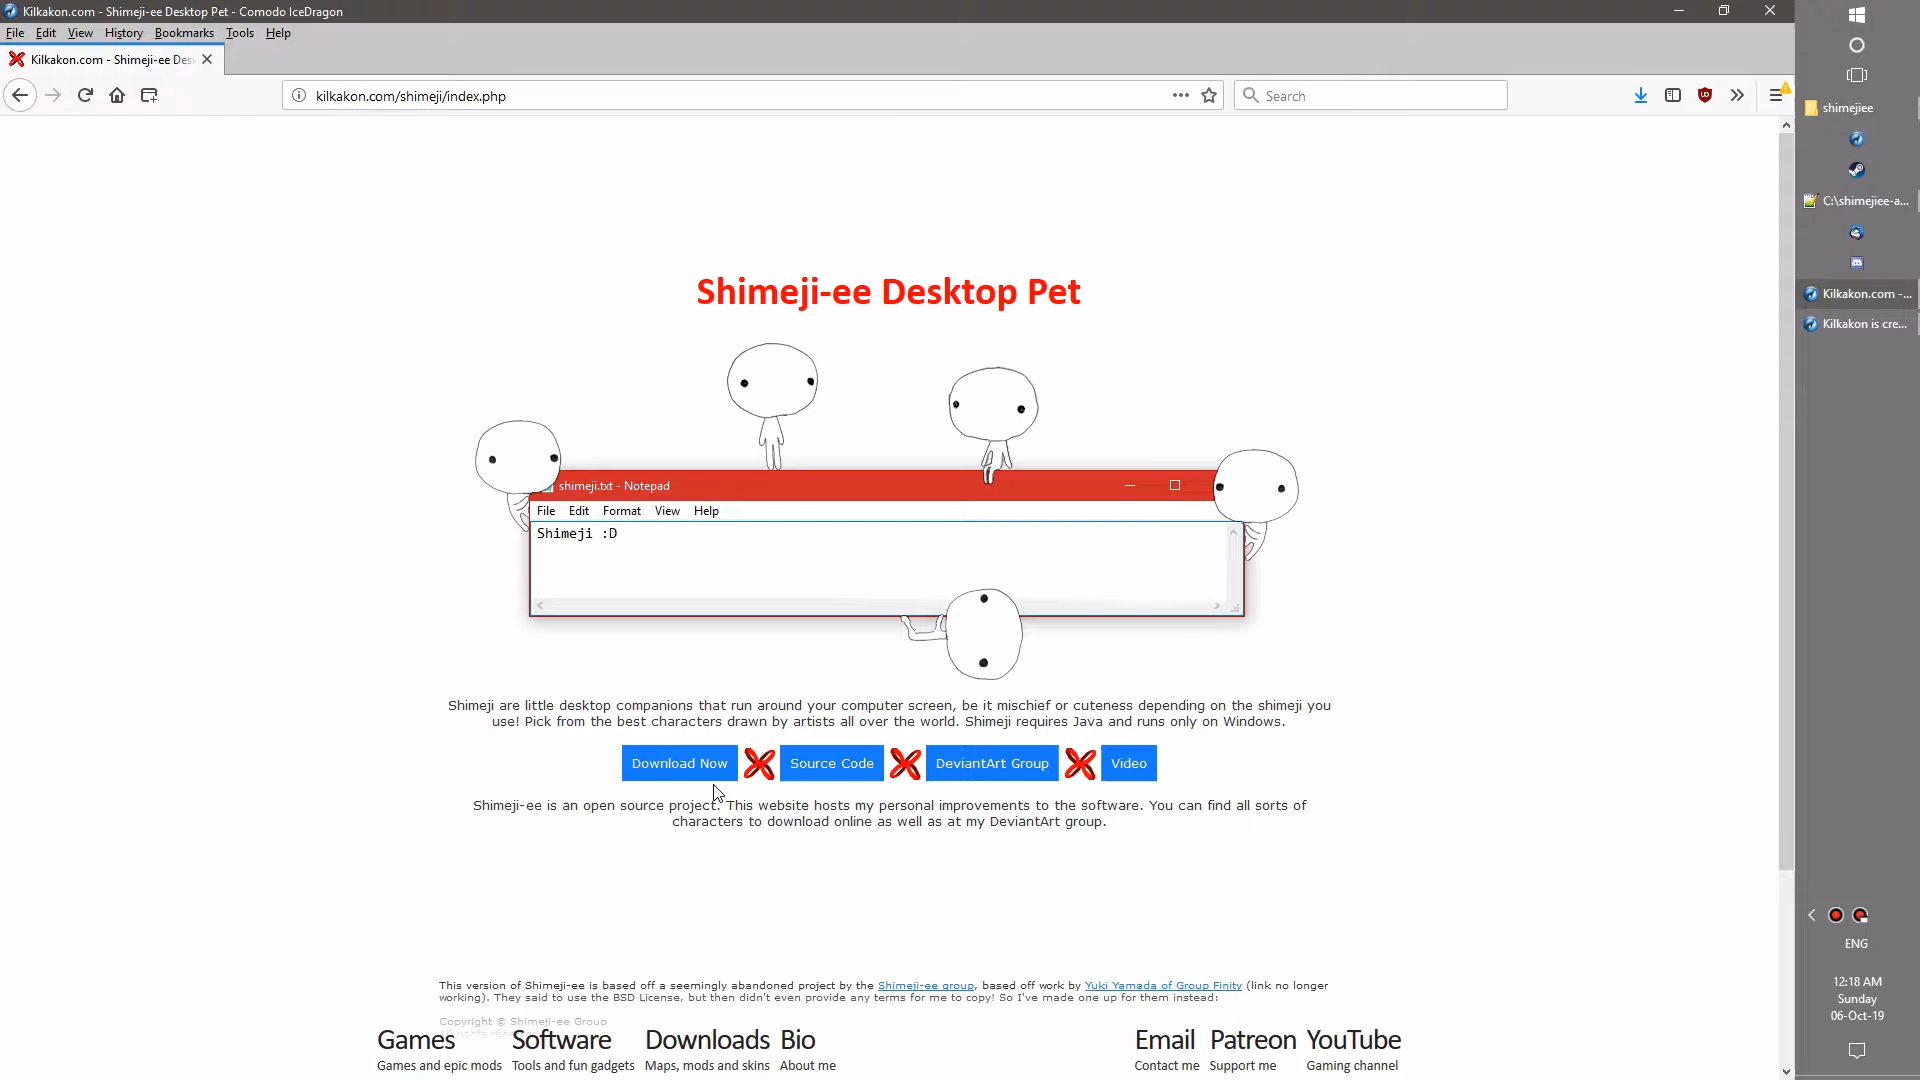 Kilkakon.com - Shimeji-ee Desktop Pet - Comodo IceDragon
File Edit View History Bookmarks Tools Help
Kilkakon.com - Shimeji-ee Des
kilkakon.com/shimeji/index.php
Search
shimejiee
C:\shimejiee-a...
Kilkakon.com -...
Kilkakon is cre...
Shimeji-ee Desktop Pet
shimeji.txt - Notepad
File Edit Format View Help
Shimeji :D
Shimeji are little desktop companions that run around your computer screen, be it mischief or cuteness depending on the shimeji you
use! Pick from the best characters drawn by artists all over the world. Shimeji requires Java and runs only on Windows.
Download Now Source Code DeviantArt Group Video
Shimeji-ee is an open source project. This website hosts my personal improvements to the software. You can find all sorts of
characters to download online as well as at my DeviantArt group.
This version of Shimeji-ee is based off a seemingly abandoned project by the Shimeji-ee group, based off work by Yuki Yamada of Group Finity (link no longer
working). They said to use the BSD License, but then didn't even provide any terms for me to copy! So I've made one up for them instead:
Copyright © Shimeji-ee Group
Games Software Downloads Bio Email Patreon YouTube
Games and epic mods Tools and fun gadgets Maps, mods and skins About me Contact me Support me Gaming channel
ENG
12:18 AM
Sunday
06-Oct-19